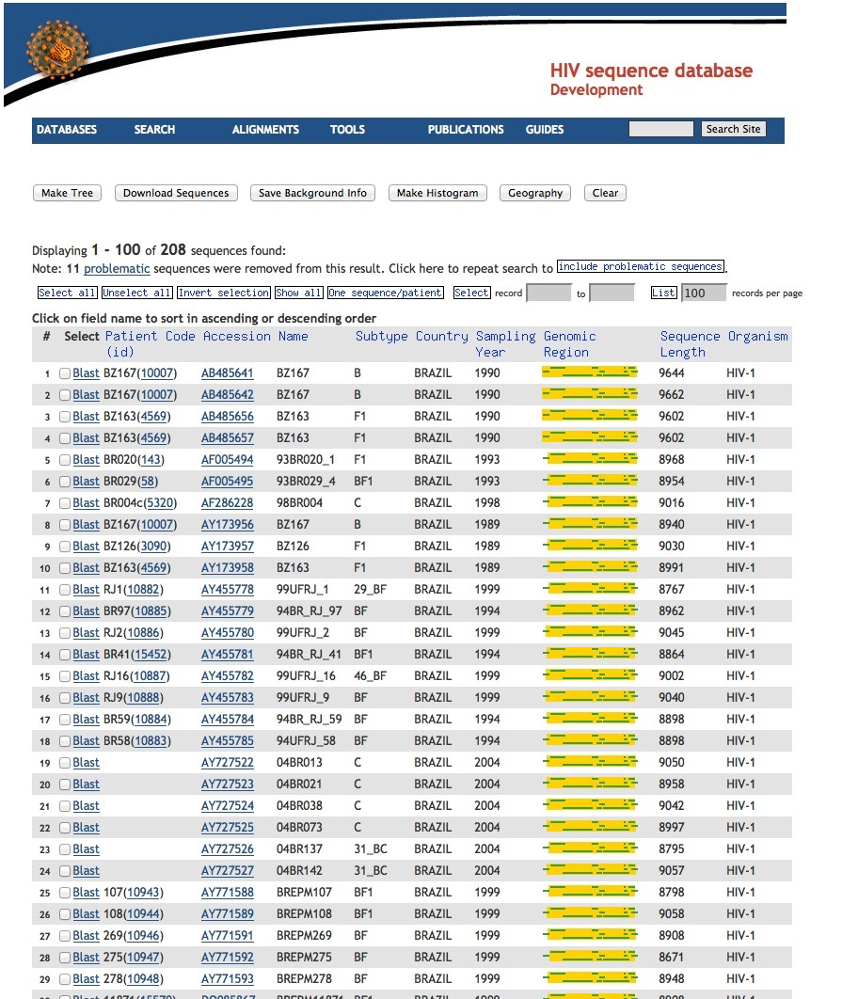 HIV sequence database
Development
DATABASES SEARCH ALIGNMENTS TOOLS PUBLICATIONS GUIDES Search Site
Make Tree Download Sequences Save Background Info Make Histogram Geography Clear
Displaying 1 - 100 of 208 sequences found:
Note: 11 problematic sequences were removed from this result. Click here to repeat search to include problematic sequences.
Select all Unselect all Invert selection Show all One sequence/patient Select record to List 100 records per page
Click on field name to sort in ascending or descending order
# Select Patient Code Accession Name Subtype Country Sampling Genomic Sequence Organism
(id) Year Region Length
1 Blast BZ167(10007) AB485641 BZ167 B BRAZIL 1990 9644 HIV-1
2 Blast BZ167(10007) AB485642 BZ167 B BRAZIL 1990 9662 HIV-1
3 Blast BZ163(4569) AB485656 BZ163 F1 BRAZIL 1990 9602 HIV-1
4 Blast BZ163(4569) AB485657 BZ163 F1 BRAZIL 1990 9602 HIV-1
5 Blast BR020(143) AF005494 93BR020_1 F1 BRAZIL 1993 8968 HIV-1
6 Blast BR029(58) AF005495 93BR029_4 BF1 BRAZIL 1993 8954 HIV-1
7 Blast BR004c(5320) AF286228 98BR004 C BRAZIL 1998 9016 HIV-1
8 Blast BZ167(10007) AY173956 BZ167 B BRAZIL 1989 8940 HIV-1
9 Blast BZ126(3090) AY173957 BZ126 F1 BRAZIL 1989 9030 HIV-1
10 Blast BZ163(4569) AY173958 BZ163 F1 BRAZIL 1989 8991 HIV-1
11 Blast RJ1(10882) AY455778 99UFRJ_1 29_BF BRAZIL 1999 8767 HIV-1
12 Blast BR97(10885) AY455779 94BR_RJ_97 BF BRAZIL 1994 8962 HIV-1
13 Blast RJ2(10886) AY455780 99UFRJ_2 BF BRAZIL 1999 9045 HIV-1
14 Blast BR41(15452) AY455781 94BR_RJ_41 BF1 BRAZIL 1994 8864 HIV-1
15 Blast RJ16(10887) AY455782 99UFRJ_16 46_BF BRAZIL 1999 9002 HIV-1
16 Blast RJ9(10888) AY455783 99UFRJ_9 BF BRAZIL 1999 9040 HIV-1
17 Blast BR59(10884) AY455784 94BR_RJ_59 BF BRAZIL 1994 8898 HIV-1
18 Blast BR58(10883) AY455785 94UFRJ_58 BF BRAZIL 1994 8898 HIV-1
19 Blast AY727522 04BR013 C BRAZIL 2004 9050 HIV-1
20 Blast AY727523 04BR021 C BRAZIL 2004 8958 HIV-1
21 Blast AY727524 04BR038 C BRAZIL 2004 9042 HIV-1
22 Blast AY727525 04BR073 C BRAZIL 2004 8997 HIV-1
23 Blast AY727526 04BR137 31_BC BRAZIL 2004 8795 HIV-1
24 Blast AY727527 04BR142 31_BC BRAZIL 2004 9057 HIV-1
25 Blast 107(10943) AY771588 BREPM107 BF1 BRAZIL 1999 8798 HIV-1
26 Blast 108(10944) AY771589 BREPM108 BF1 BRAZIL 1999 9058 HIV-1
27 Blast 269(10946) AY771591 BREPM269 BF BRAZIL 1999 8908 HIV-1
28 Blast 275(10947) AY771592 BREPM275 BF BRAZIL 1999 8671 HIV-1
29 Blast 278(10948) AY771593 BREPM278 BF BRAZIL 1999 8948 HIV-1